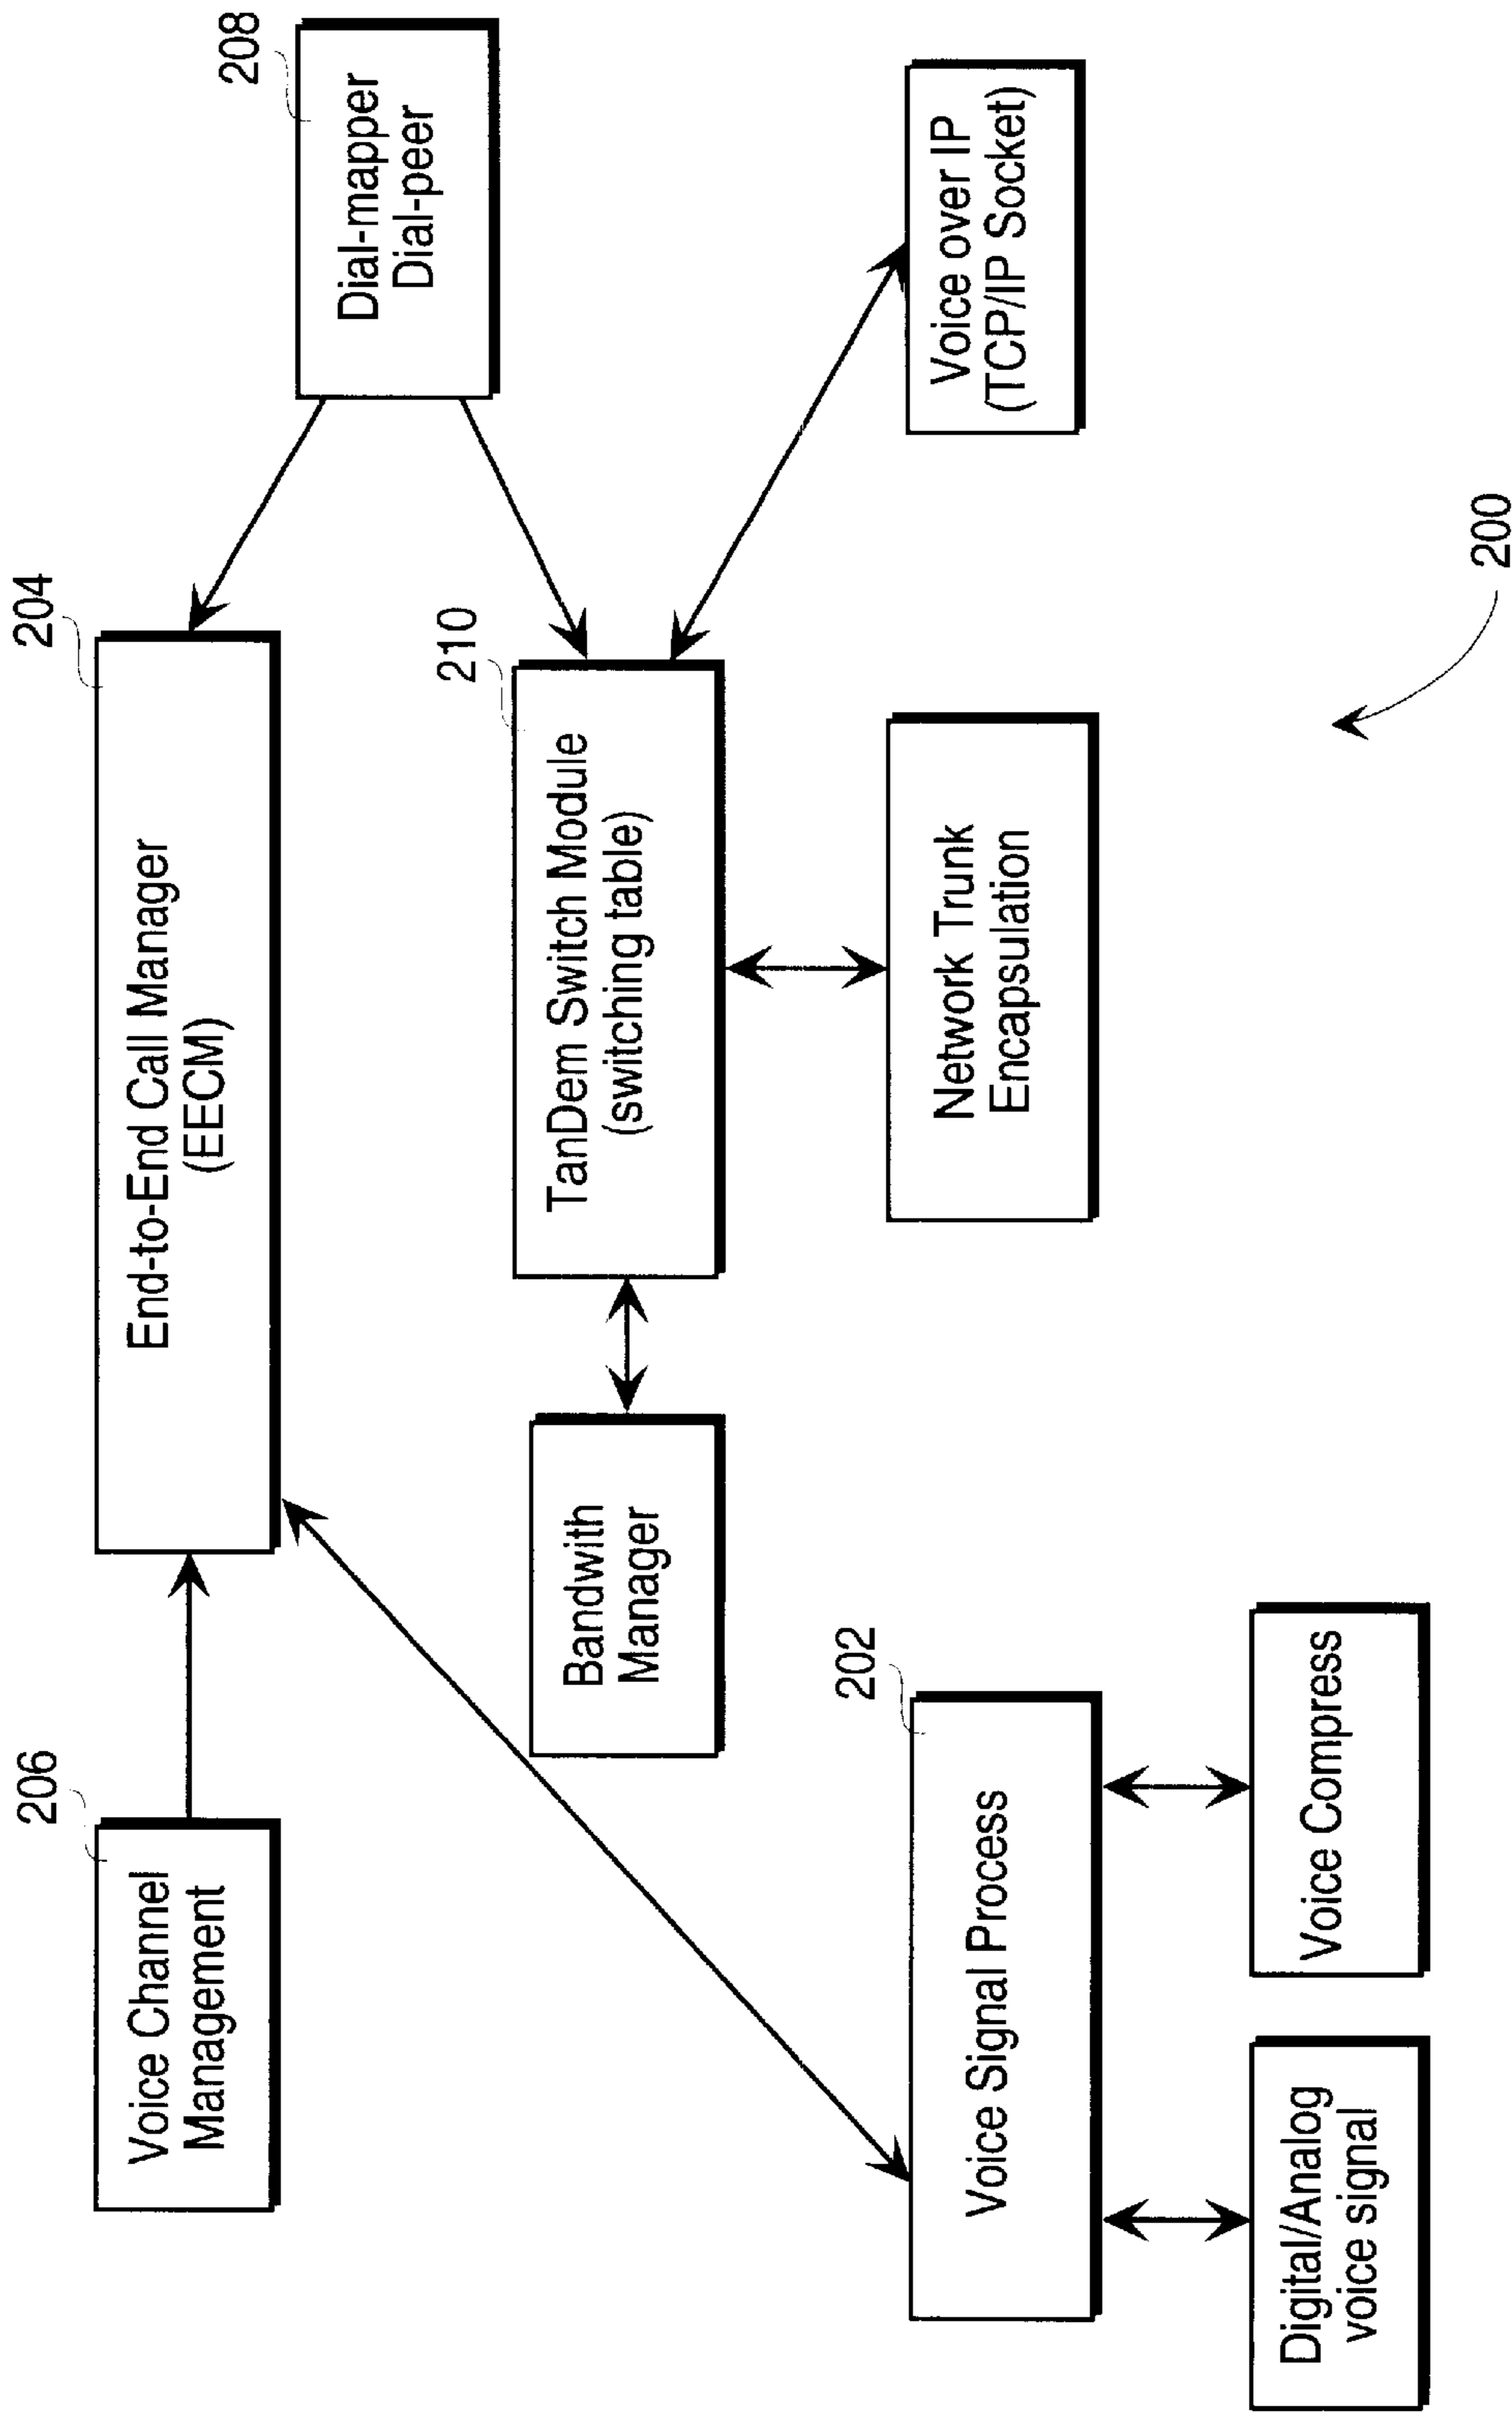 206
Voice Channel
Management
204
End-to-End Call Manager
(EECM)
208
Dial-mapper
Dial-peer
210
TanDem Switch Module
(switching table)
Bandwith
Manager
Network Trunk
Encapsulation
Voice over IP
(TCP/IP Socket)
202
Voice Signal Process
Digital/Analog
voice signal
Voice Compress
200